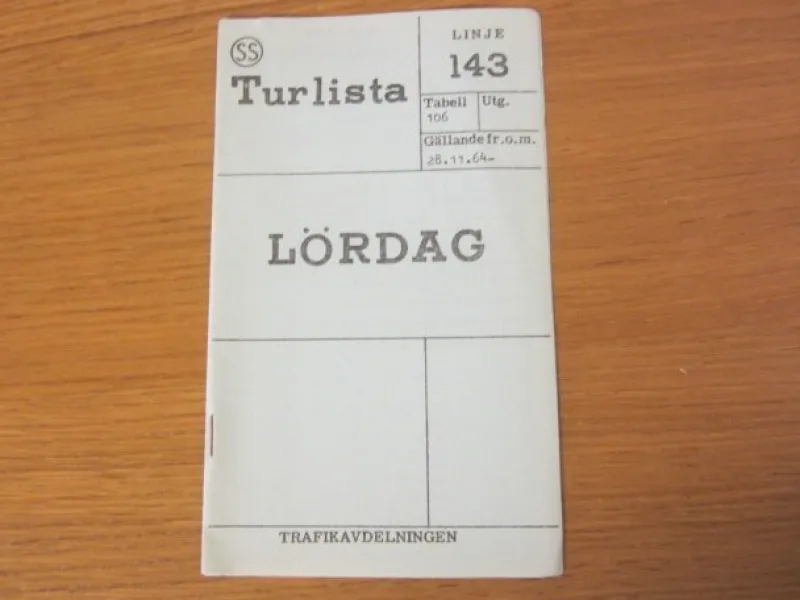 SS
Turlista
LINJE
143
Tabell Utg.
106
Gällande fr.o.m.
28.11.64-
LÖRDAG
TRAFIKAVDELNINGEN